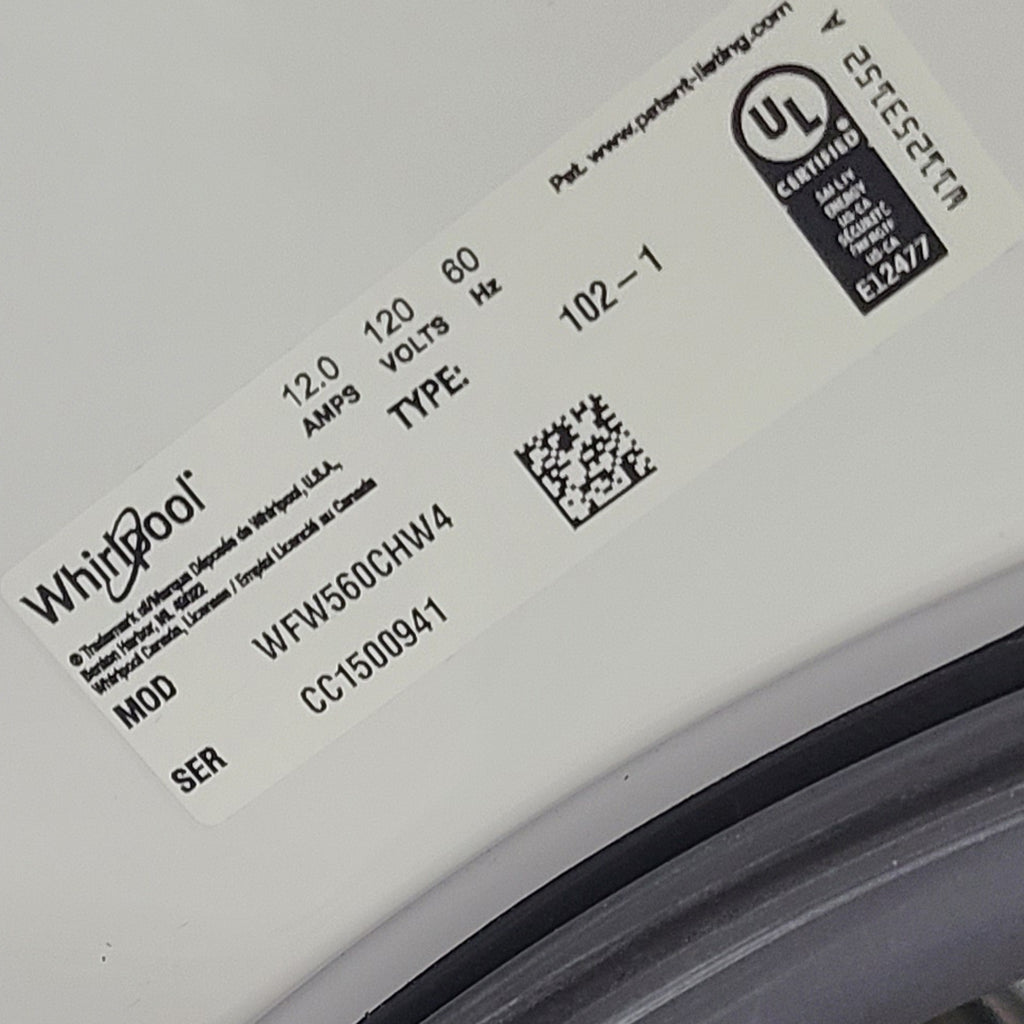 Whirlpool®
® Trademark of/Marque Déposée de Whirlpool, U.S.A.,
Benton Harbor, MI. 49022
Whirlpool Canada, Licensee / Emploi Licencié au Canada
12.0 120 60
AMPS VOLTS Hz
TYPE: 102-1
Pat. www.patent-listing.com
MOD WFW560CHW4
SER CC1500941
UL
CERTIFIED
E12477
A